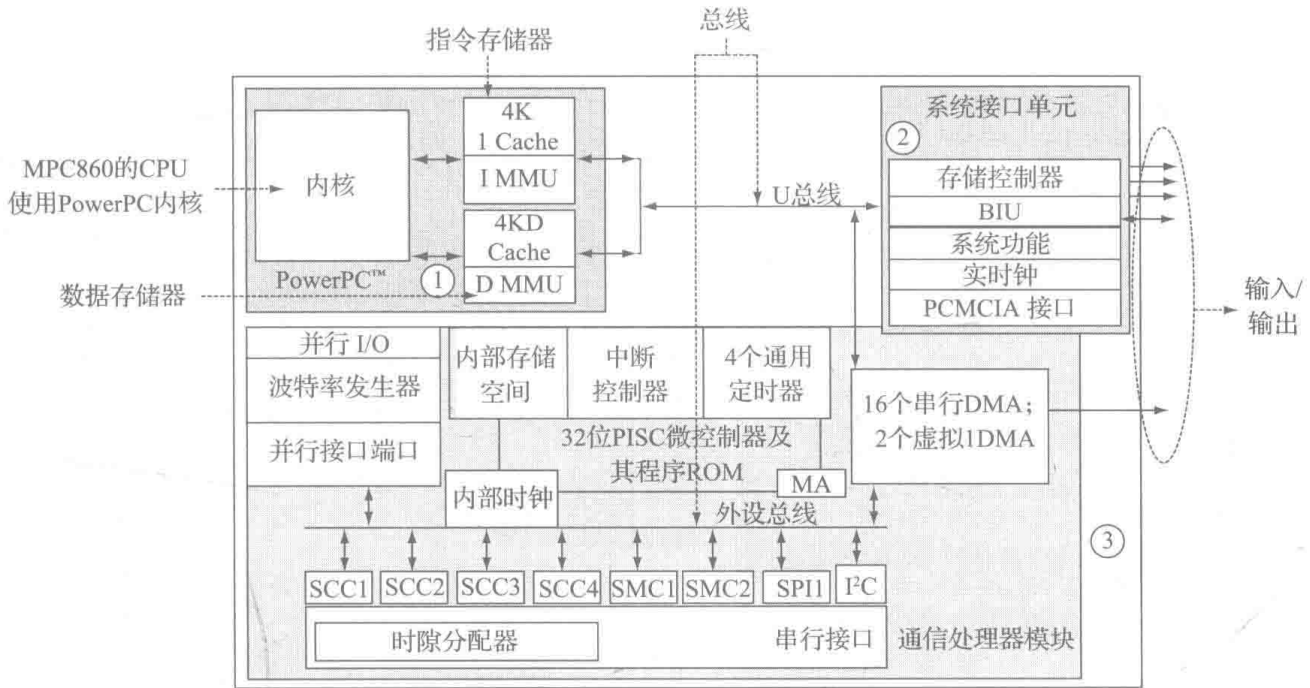 总线
指令存储器
MPC860的CPU
使用PowerPC内核
内核
4K
1 Cache
I MMU
4KD
Cache
D MMU
PowerPC™
①
数据存储器
U总线
系统接口单元
②
存储控制器
BIU
系统功能
实时钟
PCMCIA 接口
输入/
输出
并行 I/O
波特率发生器
并行接口端口
内部存储
空间
中断
控制器
4个通用
定时器
16个串行DMA；
2个虚拟1DMA
32位PISC微控制器及
其程序ROM
内部时钟
MA
外设总线
③
SCC1
SCC2
SCC3
SCC4
SMC1
SMC2
SPI1
I²C
时隙分配器
串行接口
通信处理器模块